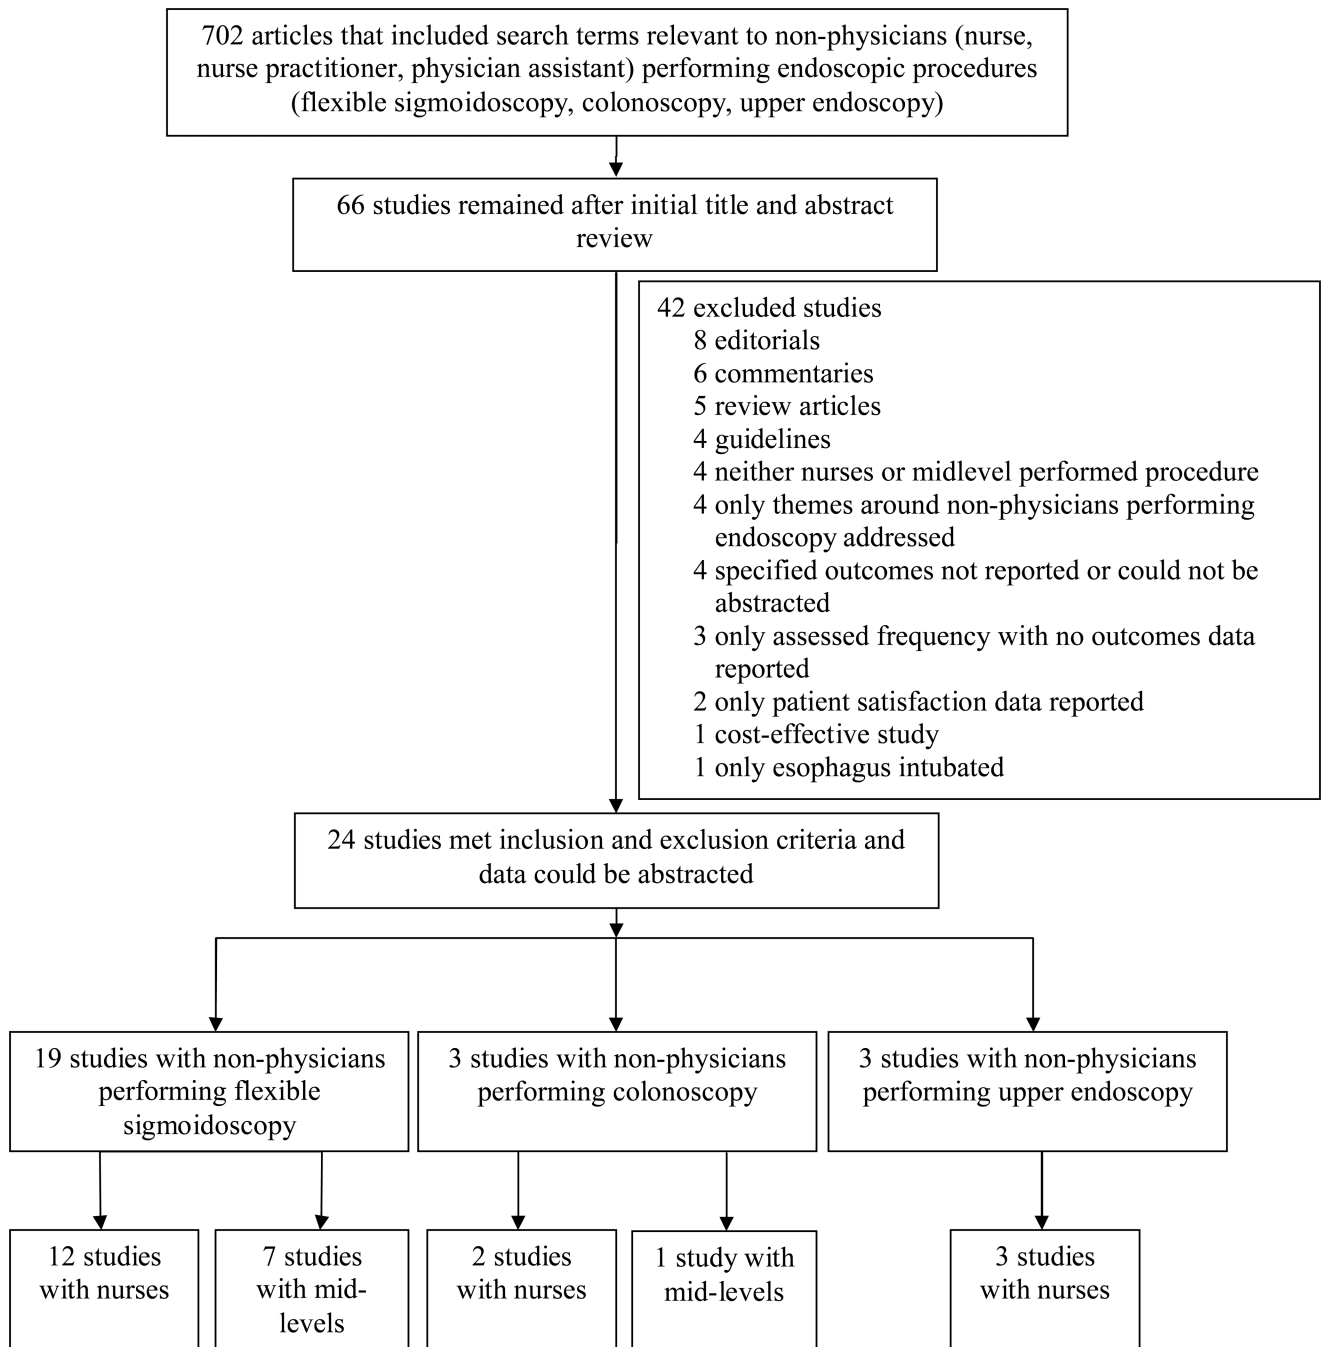 702 articles that included search terms relevant to non-physicians (nurse,
nurse practitioner, physician assistant) performing endoscopic procedures
(flexible sigmoidoscopy, colonoscopy, upper endoscopy)
66 studies remained after initial title and abstract
review
42 excluded studies
8 editorials
6 commentaries
5 review articles
4 guidelines
4 neither nurses or midlevel performed procedure
4 only themes around non-physicians performing
endoscopy addressed
4 specified outcomes not reported or could not be
abstracted
3 only assessed frequency with no outcomes data
reported
2 only patient satisfaction data reported
1 cost-effective study
1 only esophagus intubated
24 studies met inclusion and exclusion criteria and
data could be abstracted
19 studies with non-physicians
performing flexible
sigmoidoscopy
3 studies with non-physicians
performing colonoscopy
3 studies with non-physicians
performing upper endoscopy
12 studies
with nurses
7 studies
with mid-
levels
2 studies
with nurses
1 study with
mid-levels
3 studies
with nurses